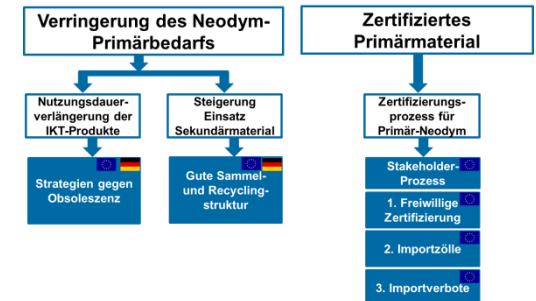 Verringerung des Neodym-
Primärbedarfs
Nutzungsdauer-
verlängerung der
IKT-Produkte
Steigerung
Einsatz
Sekundärmaterial
Strategien gegen
Obsoleszenz
Gute Sammel-
und Recycling-
struktur
Zertifiziertes
Primärmaterial
Zertifizierungs-
prozess für
Primär-Neodym
Stakeholder-
Prozess
1. Freiwillige
Zertifizierung
2. Importzölle
3. Importverbote